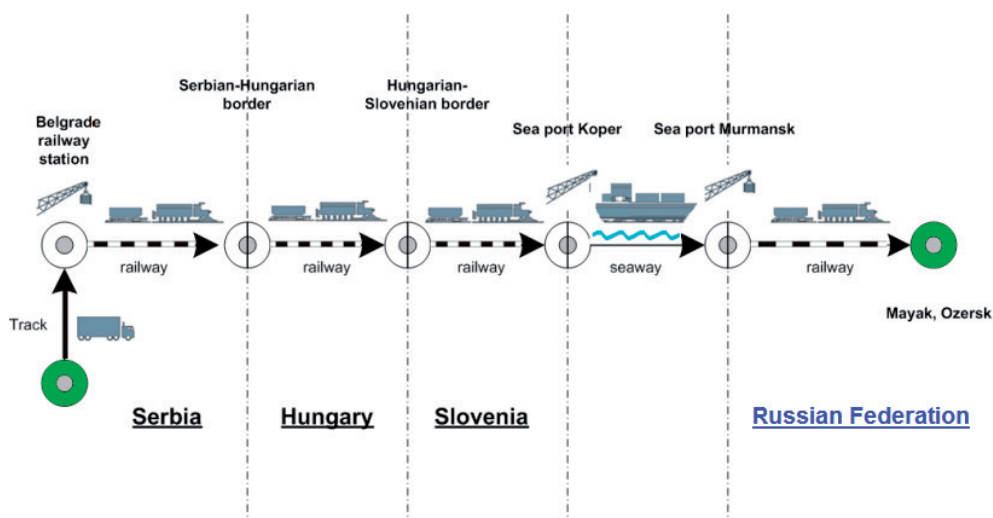 Serbian-Hungarian
border
Hungarian-
Slovenian border
Belgrade
railway
station
Sea port Koper
Sea port Murmansk
railway
railway
railway
seaway
railway
Mayak, Ozersk
Track
Serbia
Hungary
Slovenia
Russian Federation